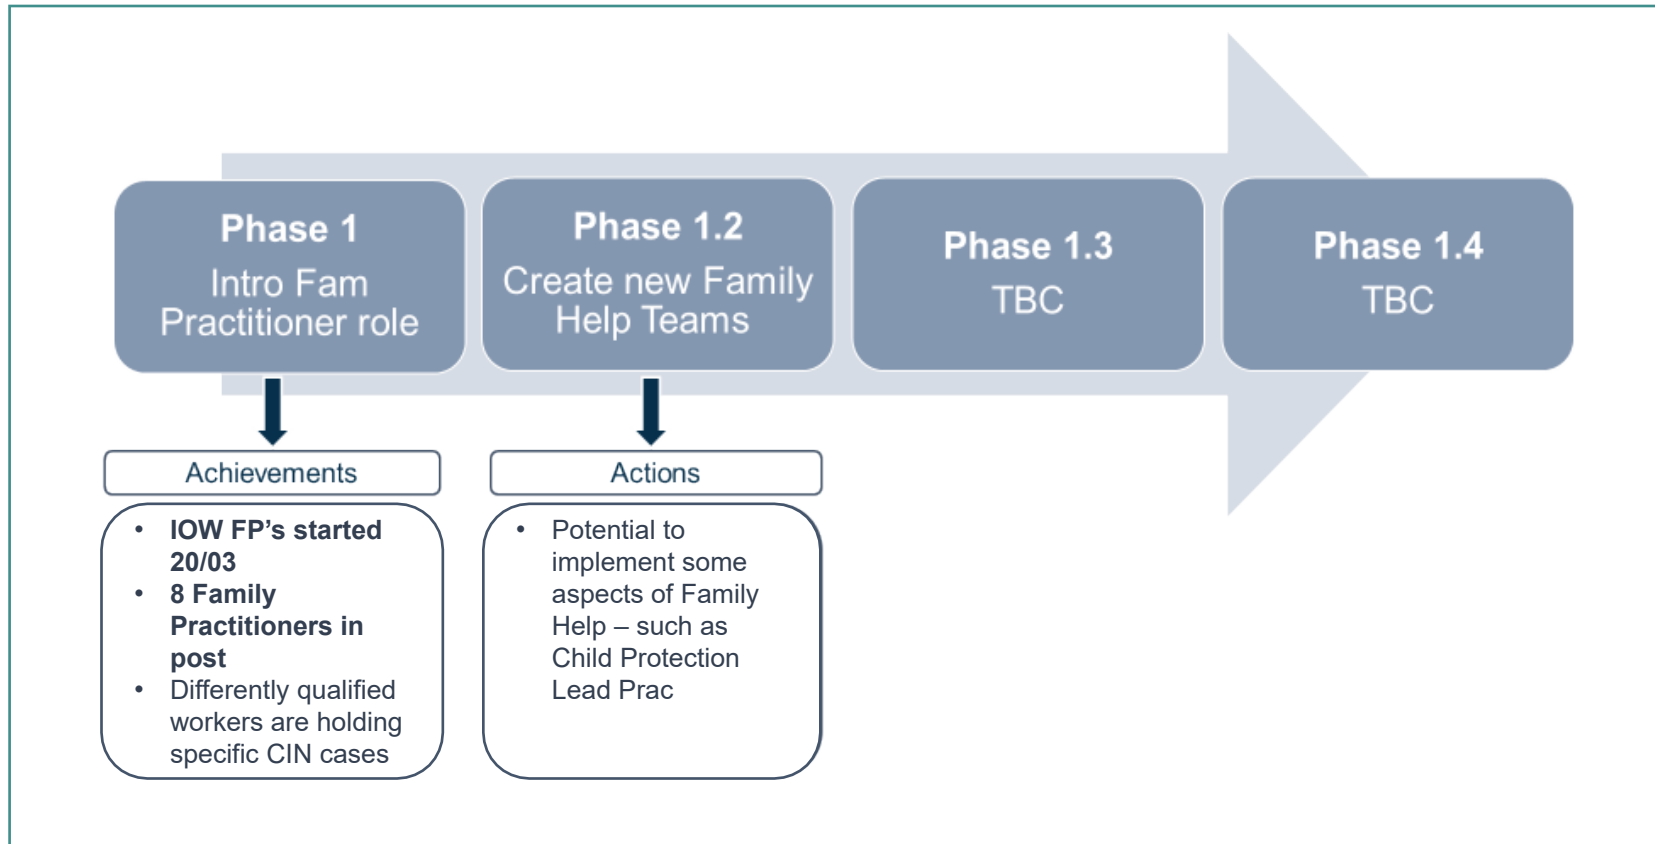 Phase 1
Intro Fam
Practitioner role
Phase 1.2
Create new Family
Help Teams
Phase 1.3
TBC
Phase 1.4
TBC
Achievements
• IOW FP’s started
20/03
• 8 Family
Practitioners in
post
• Differently qualified
workers are holding
specific CIN cases
Actions
• Potential to
implement some
aspects of Family
Help – such as
Child Protection
Lead Prac